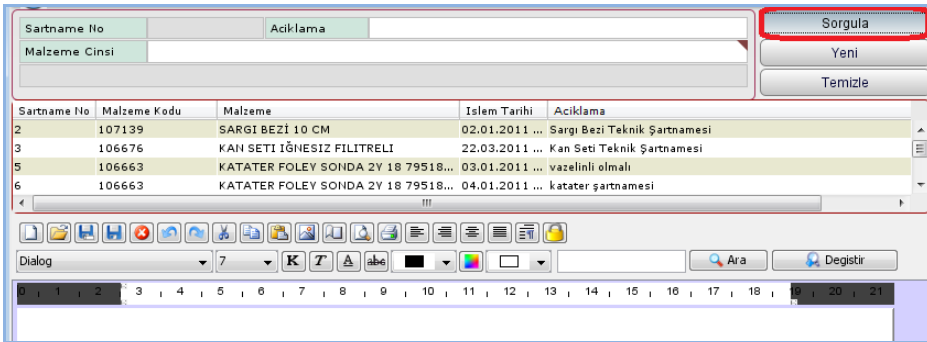 Sartname No Aciklama Sorgula
Malzeme Cinsi Yeni
Temizle
Sartname No Malzeme Kodu Malzeme Islem Tarihi Aciklama
2 107139 SARGI BEZİ 10 CM 02.01.2011 ... Sargı Bezi Teknik Şartnamesi
3 106676 KAN SETI IĞNESIZ FILITRELI 22.03.2011 ... Kan Seti Teknik Şartnamesi
5 106663 KATATER FOLEY SONDA 2Y 18 79518... 03.01.2011 ... vazelinli olmalı
6 106663 KATATER FOLEY SONDA 2Y 18 79518... 04.01.2011 ... katater şartnamesi
Dialog 7 K T A abc Ara Degistir
0 1 1 2 3 4 5 6 7 8 9 10 11 12 13 14 15 16 17 18 19 20 21